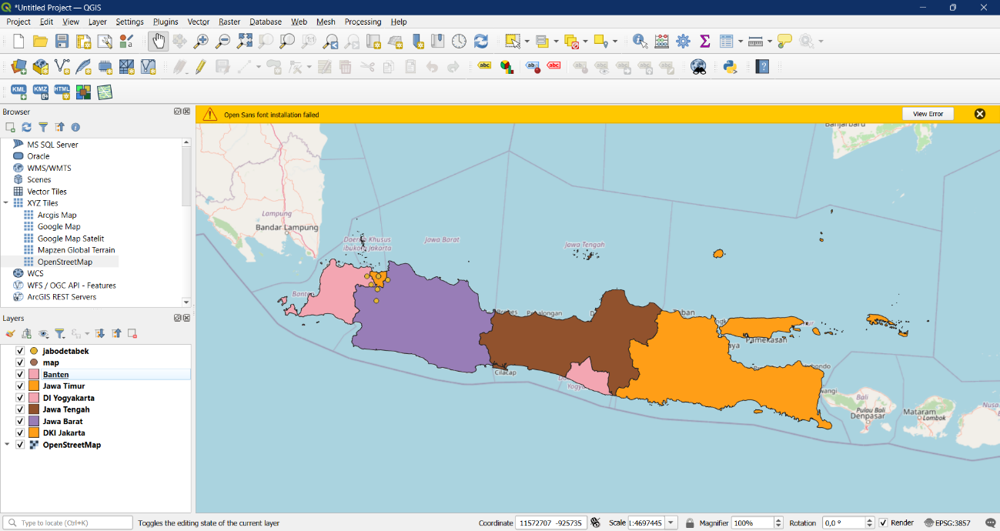 *Untitled Project — QGIS
Project Edit View Layer Settings Plugins Vector Raster Database Web Mesh Processing Help
KML KMZ HTML
Browser
Open Sans font installation failed View Error
MS SQL Server
Oracle
WMS/WMTS
Scenes
Vector Tiles
XYZ Tiles
Arcgis Map
Google Map
Google Map Satelit
Mapzen Global Terrain
OpenStreetMap
WCS
WFS / OGC API - Features
ArcGIS REST Servers
Layers
jabodetabek
map
Banten
Jawa Timur
DI Yogyakarta
Jawa Tengah
Jawa Barat
DKI Jakarta
OpenStreetMap
Banjarbaru
Lampung
Bandar Lampung
Daerah Khusus
ibukota jakarta
Jawa Barat
Jawa Tengah
Pamekasan
Cilacap
Bali
Pulau Bali
Denpasar
Mataram
Lombok
Type to locate (Ctrl+K) Toggles the editing state of the current layer Coordinate 11572707 -925735 Scale 1:4697445 Magnifier 100% Rotation 0,0 ° Render EPSG:3857